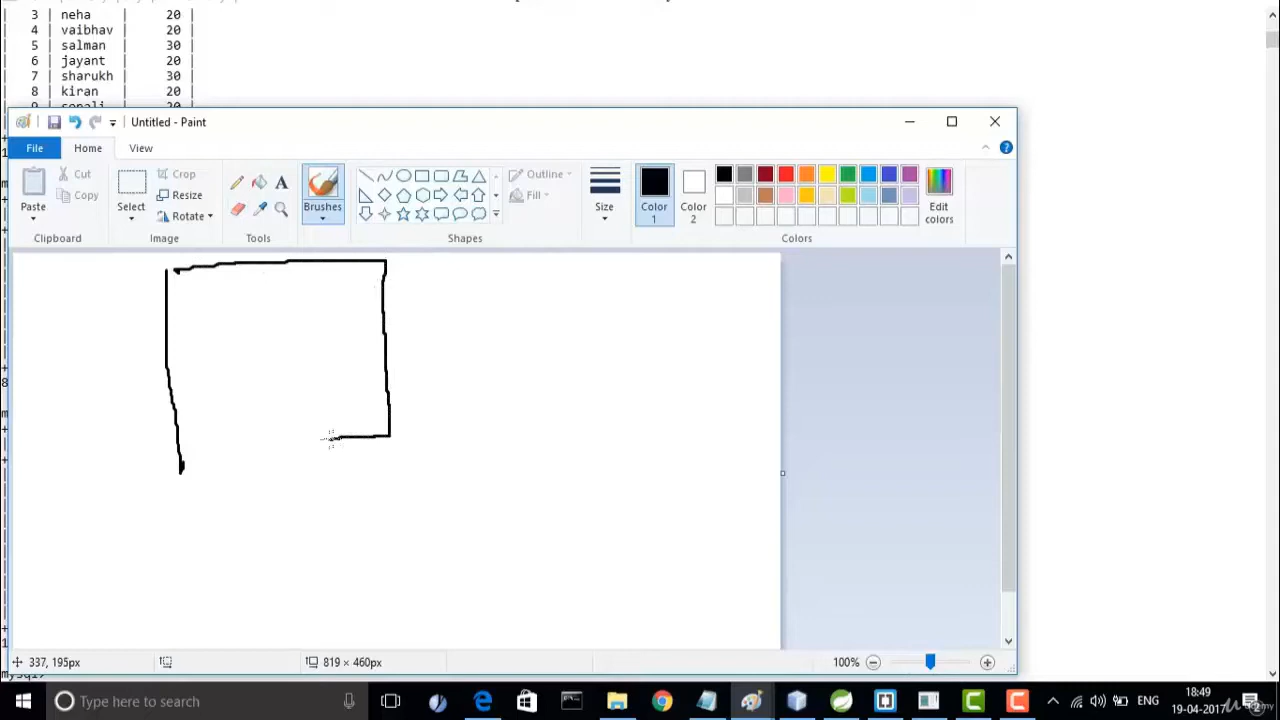 | 3 | neha | 20 |
| 4 | vaibhav | 20 |
| 5 | salman | 30 |
| 6 | jayant | 20 |
| 7 | sharukh | 30 |
| 8 | kiran | 20 |
Untitled - Paint
File Home View
Paste Cut Copy
Select Crop Resize Rotate
Brushes
Outline Fill
Size
Color 1
Color 2
Edit colors
Clipboard Image Tools Shapes Colors
337, 195px 819 × 460px 100%
Type here to search
ENG
18:49
19-04-2017